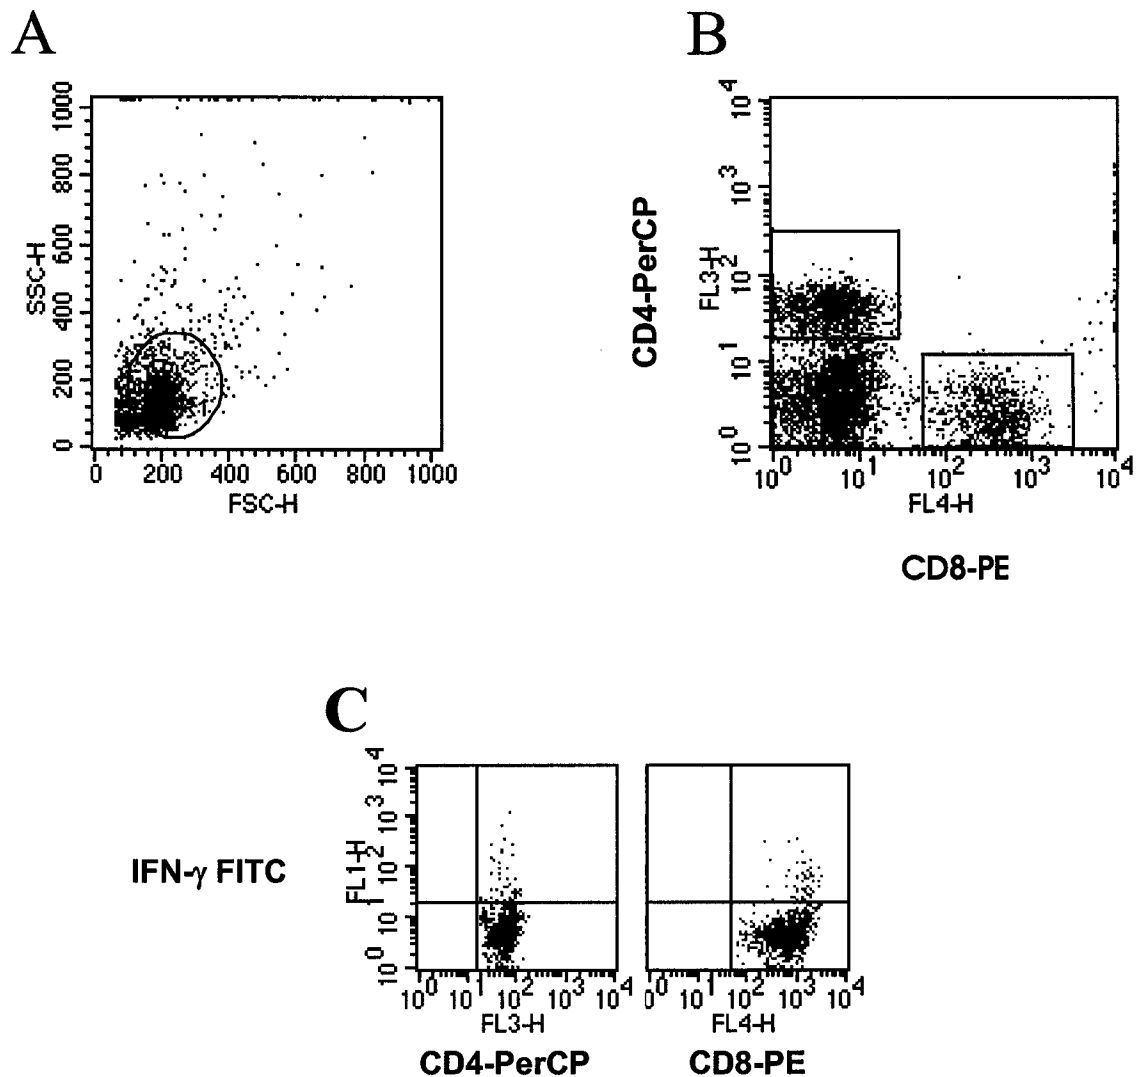 A
B
SSC-H
1000
800
600
400
200
0
0 200 400 600 800 1000
FSC-H
CD4-PerCP
FL3-H
10^4
10^3
10^2
10^1
10^0
10^0 10^1 10^2 10^3 10^4
FL4-H
CD8-PE
C
IFN-γ FITC
FL1-H
10^4
10^3
10^2
10^1
10^0
10^0 10^1 10^2 10^3 10^4
FL3-H
CD4-PerCP
10^1 10^2 10^3 10^4
FL4-H
CD8-PE